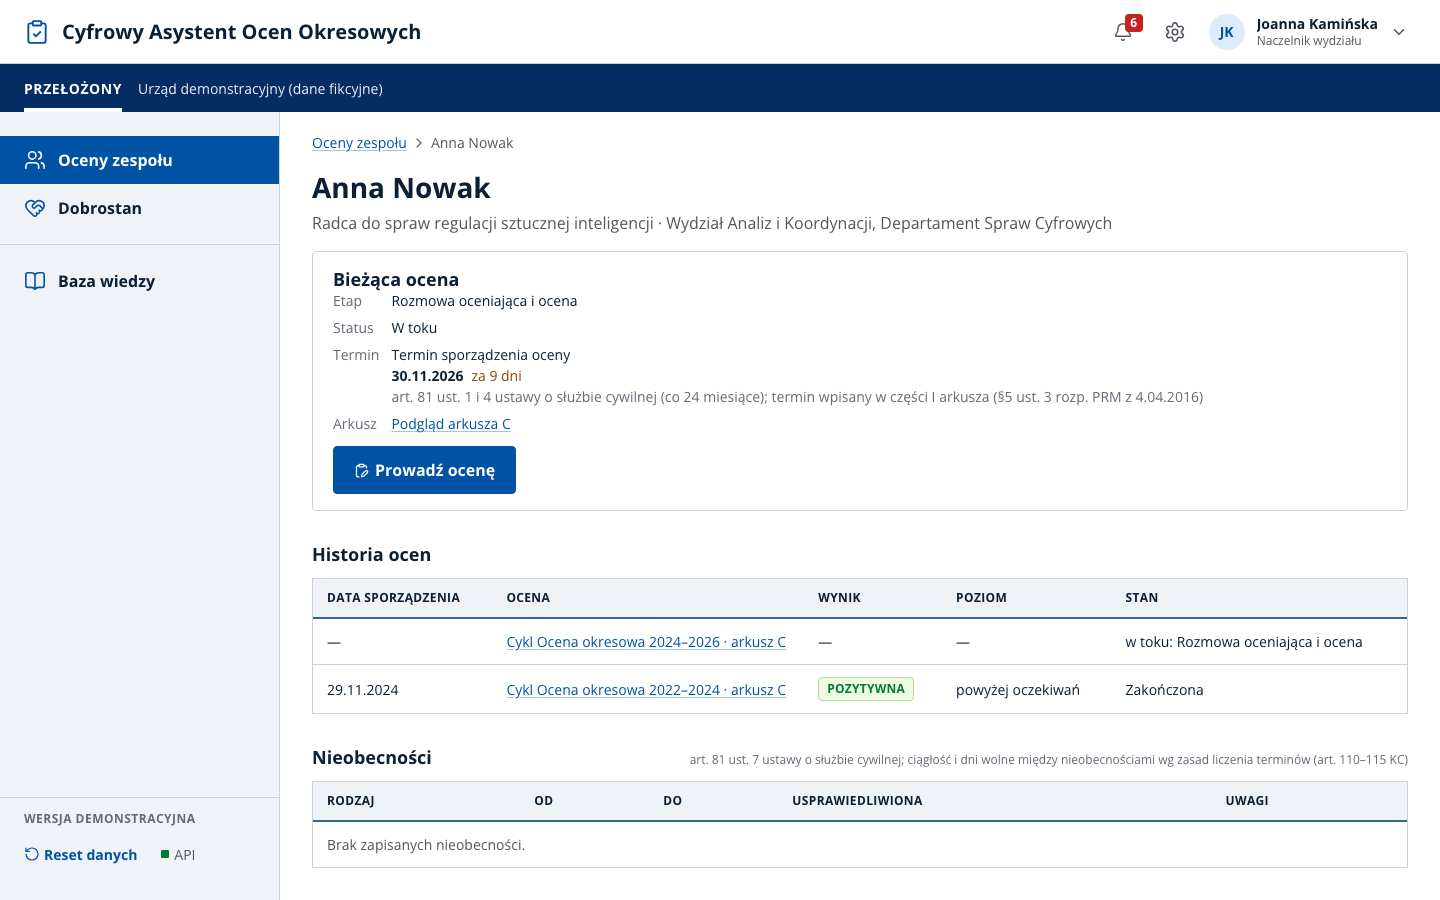 Cyfrowy Asystent Ocen Okresowych
6
JK
Joanna Kamińska
Naczelnik wydziału
PRZEŁOŻONY
Urząd demonstracyjny (dane fikcyjne)
Oceny zespołu
Dobrostan
Baza wiedzy
WERSJA DEMONSTRACYJNA
Reset danych
API
Oceny zespołu > Anna Nowak
Anna Nowak
Radca do spraw regulacji sztucznej inteligencji · Wydział Analiz i Koordynacji, Departament Spraw Cyfrowych
Bieżąca ocena
Etap Rozmowa oceniająca i ocena
Status W toku
Termin Termin sporządzenia oceny
30.11.2026 za 9 dni
art. 81 ust. 1 i 4 ustawy o służbie cywilnej (co 24 miesiące); termin wpisany w części I arkusza (§5 ust. 3 rozp. PRM z 4.04.2016)
Arkusz Podgląd arkusza C
Prowadź ocenę
Historia ocen
DATA SPORZĄDZENIA OCENA WYNIK POZIOM STAN
— Cykl Ocena okresowa 2024–2026 · arkusz C — — w toku: Rozmowa oceniająca i ocena
29.11.2024 Cykl Ocena okresowa 2022–2024 · arkusz C POZYTYWNA powyżej oczekiwań Zakończona
Nieobecności
art. 81 ust. 7 ustawy o służbie cywilnej; ciągłość i dni wolne między nieobecnościami wg zasad liczenia terminów (art. 110–115 KC)
RODZAJ OD DO USPRAWIEDLIWIONA UWAGI
Brak zapisanych nieobecności.